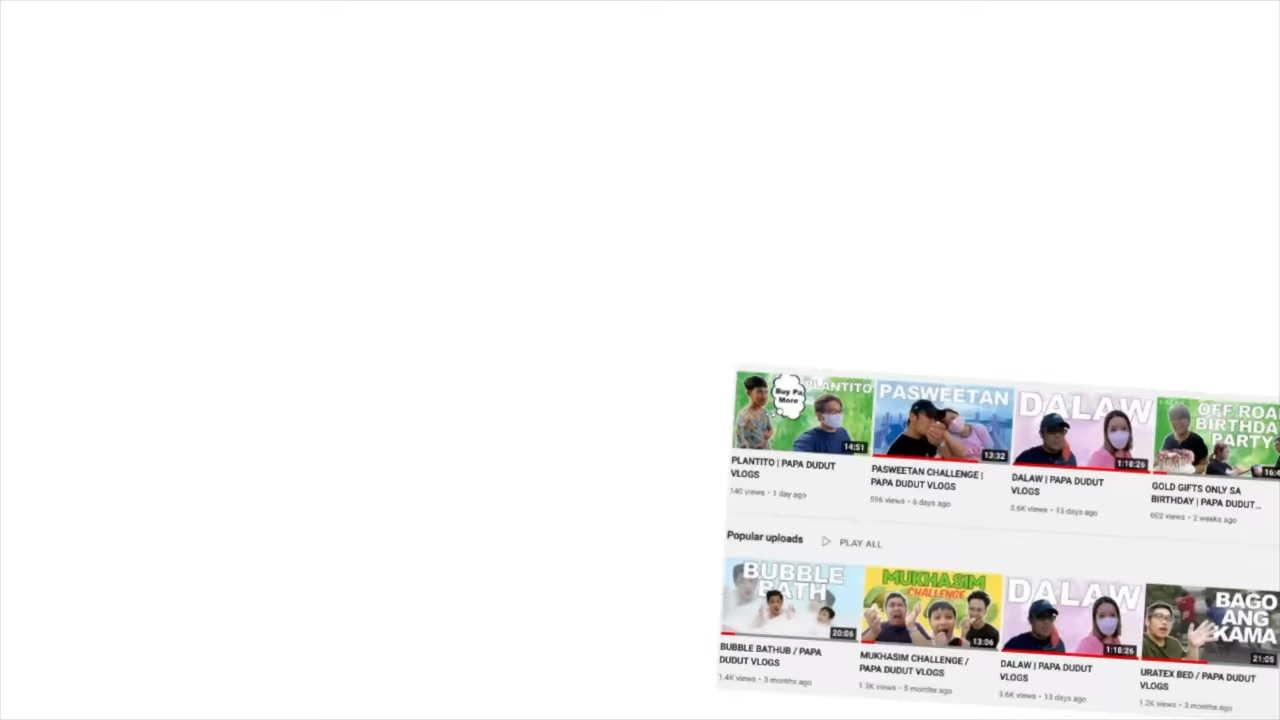 Buy Pa
More
PLANTITO
14:51
PASWEETAN
13:32
DALAW
1:18:26
OFF ROA
BIRTHDA
PARTY
16:4
PLANTITO | PAPA DUDUT
VLOGS
140 views • 1 day ago
PASWEETAN CHALLENGE |
PAPA DUDUT VLOGS
596 views • 6 days ago
DALAW | PAPA DUDUT
VLOGS
3.6K views • 13 days ago
GOLD GIFTS ONLY SA
BIRTHDAY | PAPA DUDUT...
602 views • 2 weeks ago
Popular uploads
PLAY ALL
BUBBLE
BATH
20:06
MUKHASIM
CHALLENGE
13:06
DALAW
1:18:26
BAGO
ANG
KAMA
21:05
BUBBLE BATHUB / PAPA
DUDUT VLOGS
1.4K views • 3 months ago
MUKHASIM CHALLENGE /
PAPA DUDUT VLOGS
1.3K views • 5 months ago
DALAW | PAPA DUDUT
VLOGS
3.6K views • 13 days ago
URATEX BED / PAPA DUDUT
VLOGS
1.2K views • 3 months ago